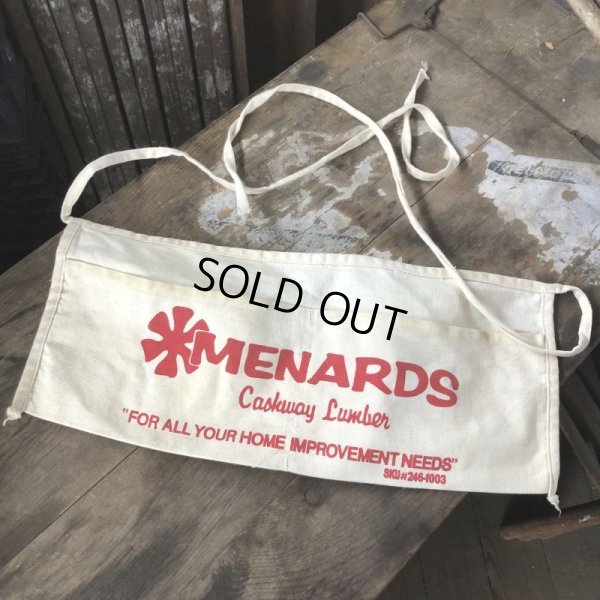 SOLD OUT
MENARDS
Cashway Lumber
"FOR ALL YOUR HOME IMPROVEMENT NEEDS"
SKU#246-1003